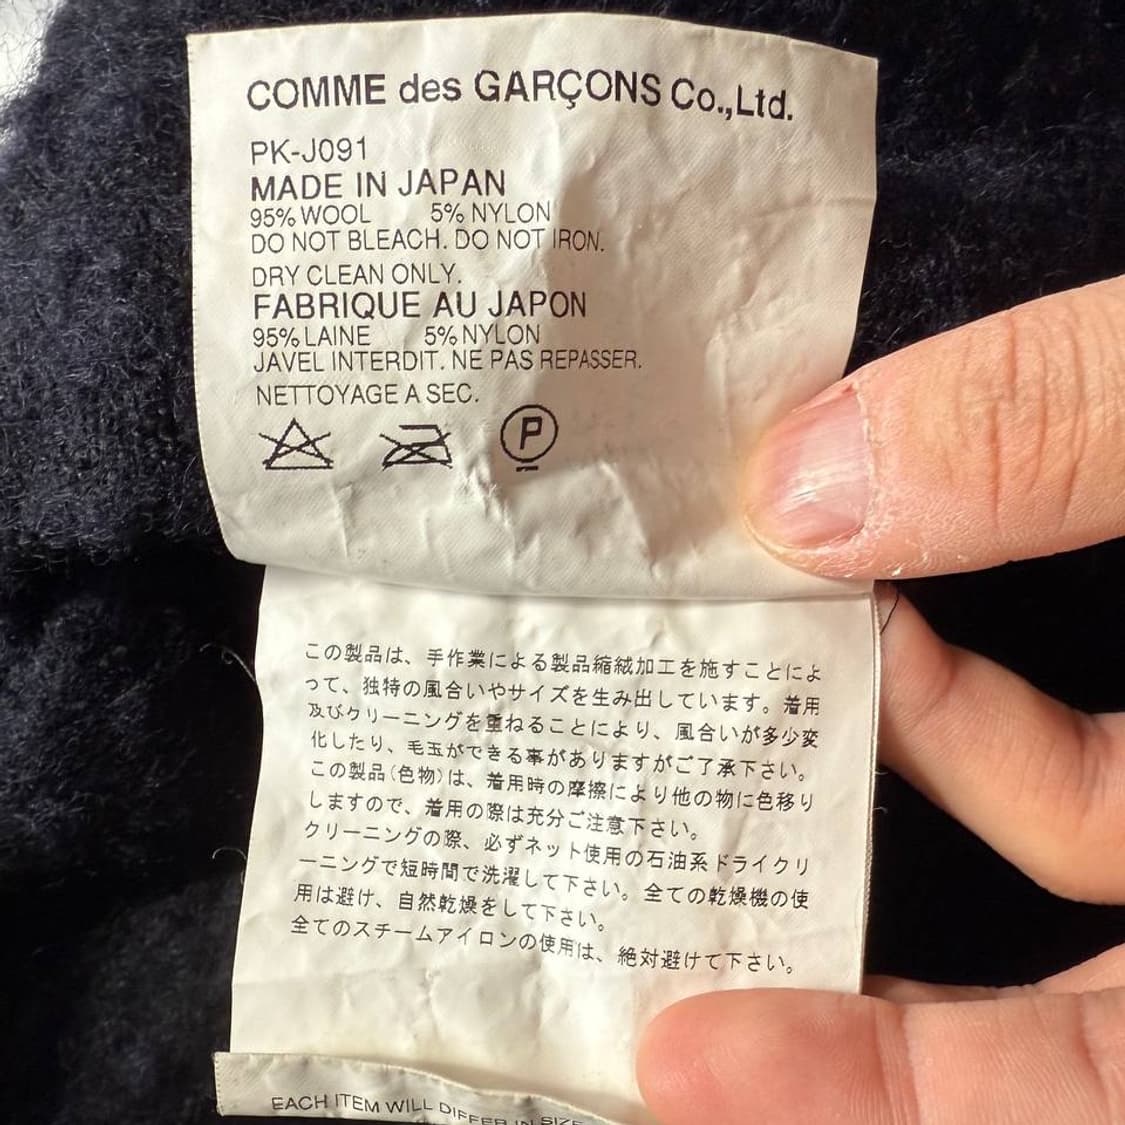 COMME des GARÇONS Co.,Ltd.
PK-J091
MADE IN JAPAN
95% WOOL 5% NYLON
DO NOT BLEACH. DO NOT IRON.
DRY CLEAN ONLY.
FABRIQUE AU JAPON
95% LAINE 5% NYLON
JAVEL INTERDIT. NE PAS REPASSER.
NETTOYAGE A SEC.
P
この製品は、手作業による製品縮絨加工を施すことによ
って、独特の風合いやサイズを生み出しています。着用
及びクリーニングを重ねることにより、風合いが多少変
化したり、毛玉ができる事がありますがご了承下さい。
この製品(色物)は、着用時の摩擦により他の物に色移り
しますので、着用の際は充分ご注意下さい。
クリーニングの際、必ずネット使用の石油系ドライクリ
ーニングで短時間で洗濯して下さい。全ての乾燥機の使
用は避け、自然乾燥をして下さい。
全てのスチームアイロンの使用は、絶対避けて下さい。
EACH ITEM WILL DIFFER IN SIZE